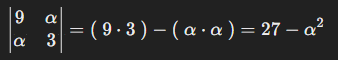 |9 α; α 3| = ( 9 · 3 ) − ( α · α ) = 27 − α²